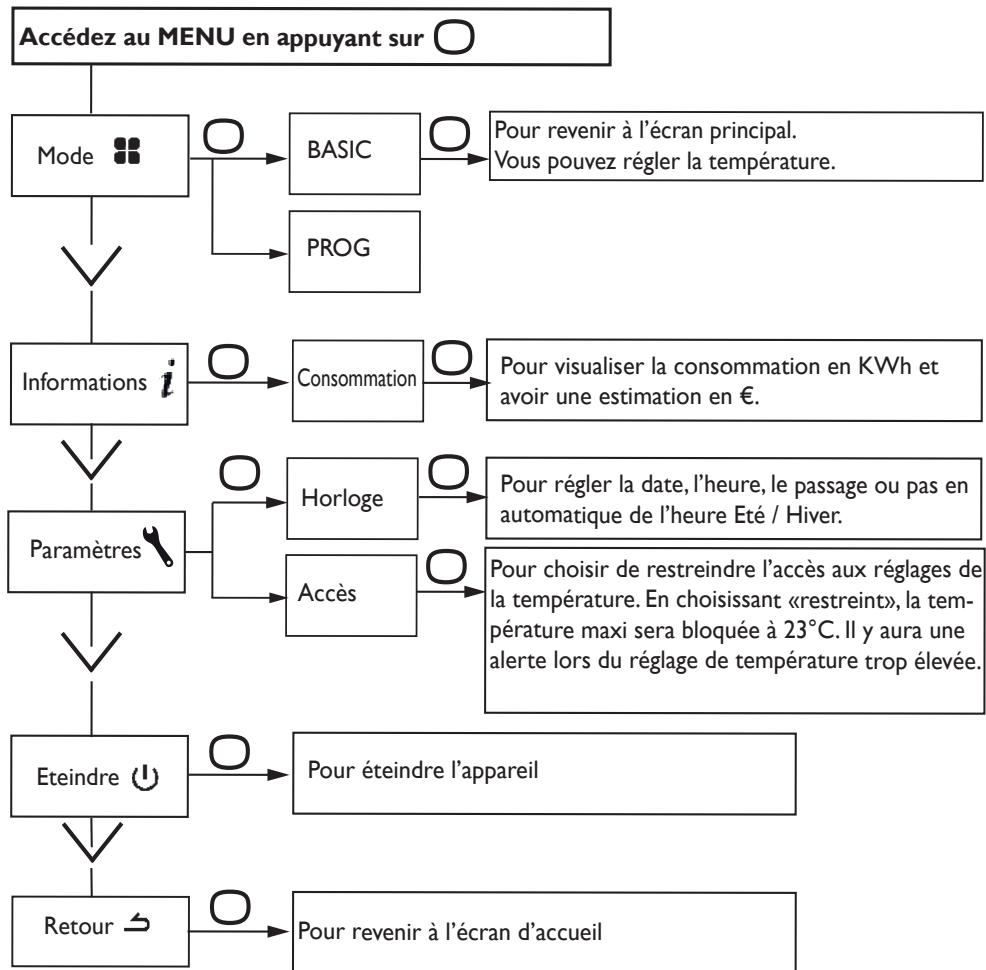 Accédez au MENU en appuyant sur
Mode
BASIC
Pour revenir à l'écran principal.
Vous pouvez régler la température.
PROG
Informations i
Consommation
Pour visualiser la consommation en KWh et
avoir une estimation en €.
Paramètres
Horloge
Pour régler la date, l'heure, le passage ou pas en
automatique de l'heure Eté / Hiver.
Accès
Pour choisir de restreindre l'accès aux réglages de
la température. En choisissant «restreint», la tem-
pérature maxi sera bloquée à 23°C. Il y aura une
alerte lors du réglage de température trop élevée.
Eteindre
Pour éteindre l'appareil
Retour
Pour revenir à l'écran d'accueil